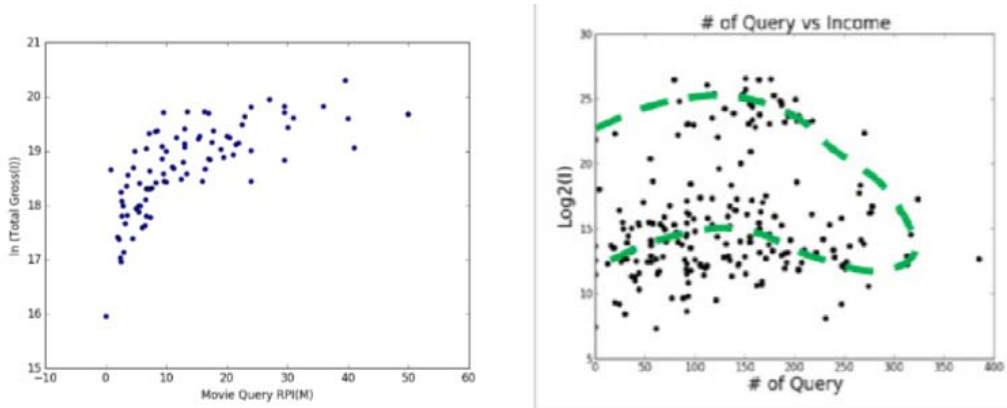 21
20
19
18
17
16
15
ln (Total Gross(I))
-10 0 10 20 30 40 50 60
Movie Query RPI(M)
# of Query vs Income
30
25
20
15
10
5
Log2(I)
0 50 100 150 200 250 300 350 400
# of Query